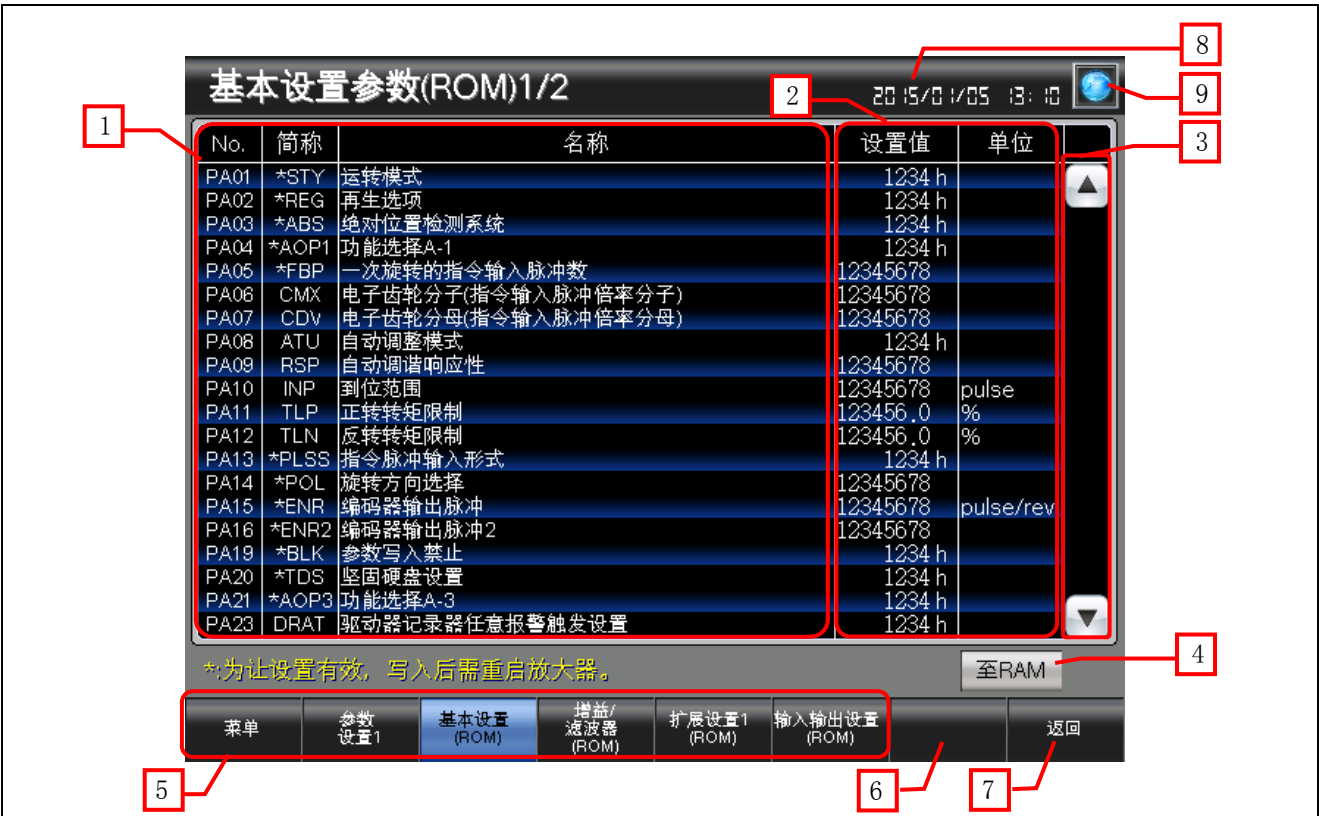 8
基本设置参数(ROM)1/2
2
2015/01/05 13:10
9
1
No. 简称 名称 设置值 单位
3
PA01 *STY 运转模式 1234 h
PA02 *REG 再生选项 1234 h
PA03 *ABS 绝对位置检测系统 1234 h
PA04 *AOP1 功能选择A-1 1234 h
PA05 *FBP 一次旋转的指令输入脉冲数 12345678
PA06 CMX 电子齿轮分子(指令输入脉冲倍率分子) 12345678
PA07 CDV 电子齿轮分母(指令输入脉冲倍率分母) 12345678
PA08 ATU 自动调整模式 1234 h
PA09 RSP 自动调谐响应性 12345678
PA10 INP 到位范围 12345678 pulse
PA11 TLP 正转转矩限制 123456.0 %
PA12 TLN 反转转矩限制 123456.0 %
PA13 *PLSS 指令脉冲输入形式 1234 h
PA14 *POL 旋转方向选择 12345678
PA15 *ENR 编码器输出脉冲 12345678 pulse/rev
PA16 *ENR2 编码器输出脉冲2 12345678
PA19 *BLK 参数写入禁止 1234 h
PA20 *TDS 坚固硬盘设置 1234 h
PA21 *AOP3 功能选择A-3 1234 h
PA23 DRAT 驱动器记录器任意报警触发设置 1234 h
*:为让设置有效，写入后需重启放大器。
至RAM
4
菜单
参数
设置1
基本设置
(ROM)
增益/
滤波器
(ROM)
扩展设置1
(ROM)
输入输出设置
(ROM)
返回
5
6
7